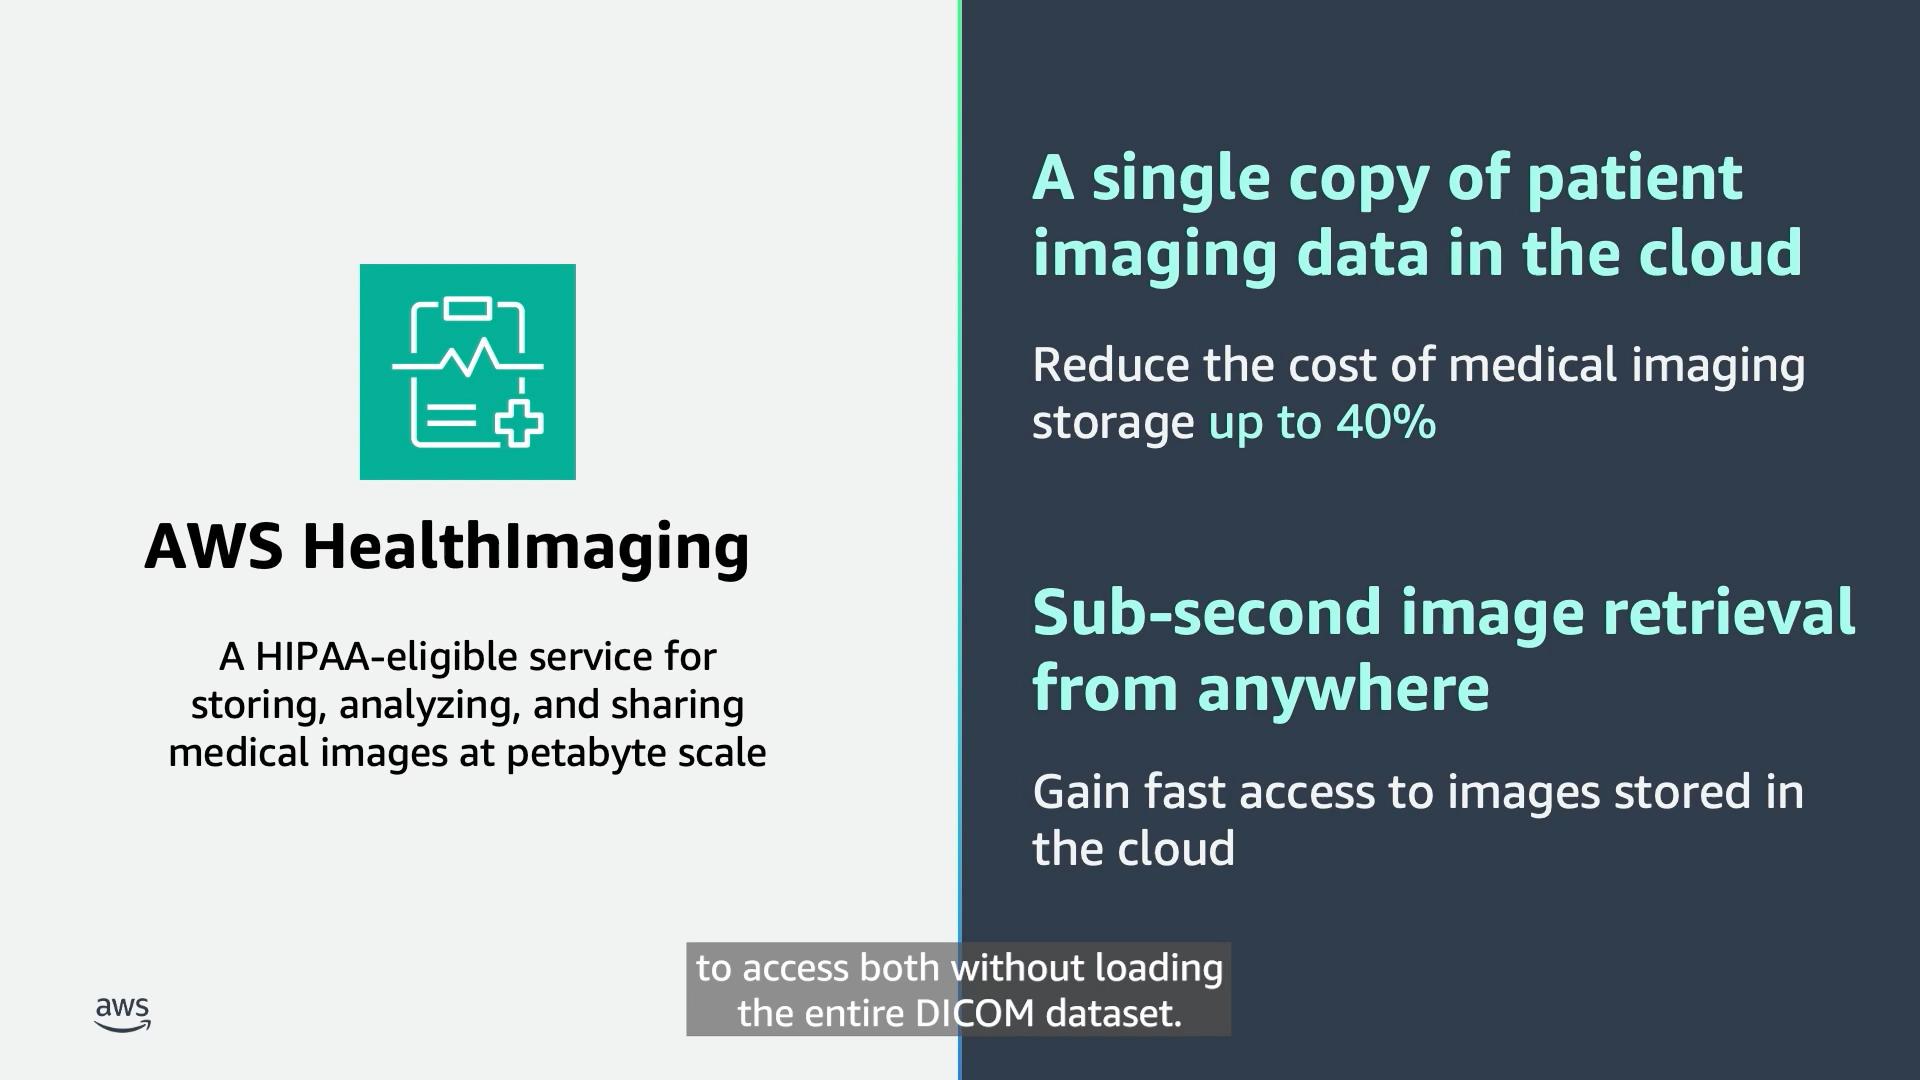 AWS HealthImaging
A HIPAA-eligible service for
storing, analyzing, and sharing
medical images at petabyte scale
A single copy of patient
imaging data in the cloud
Reduce the cost of medical imaging
storage up to 40%
Sub-second image retrieval
from anywhere
Gain fast access to images stored in
the cloud
to access both without loading
the entire DICOM dataset.
aws